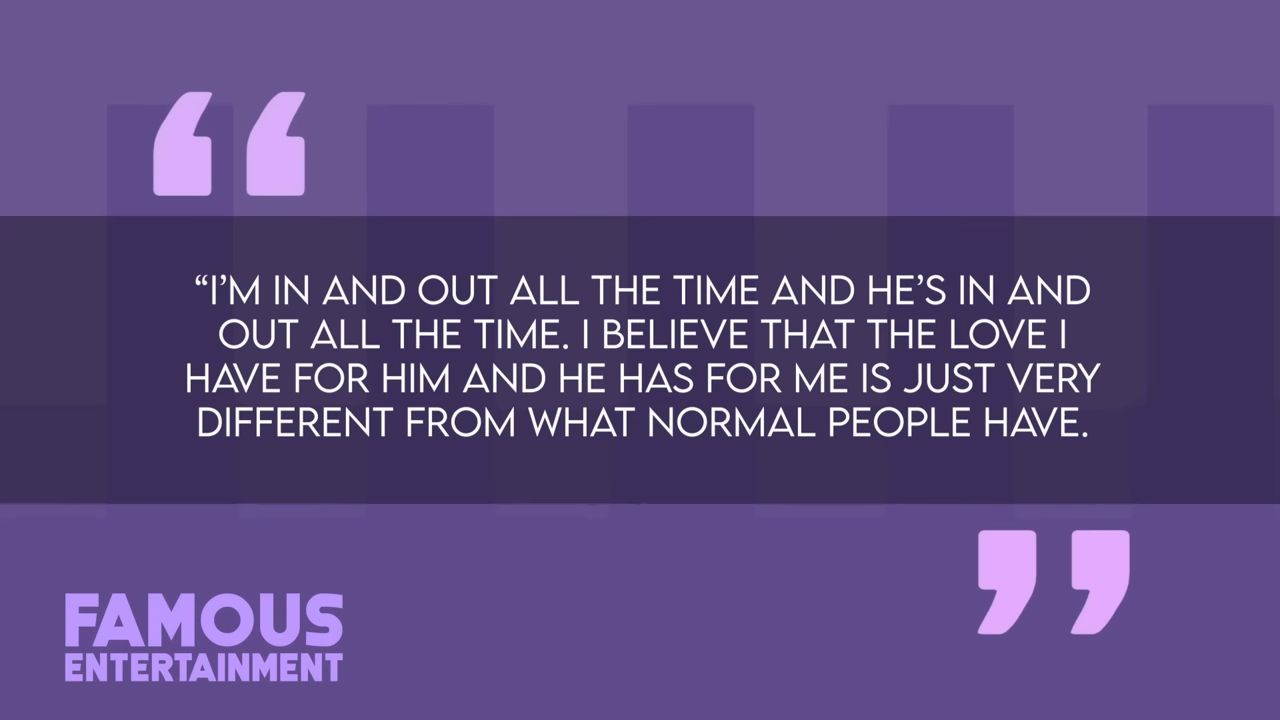 “I’M IN AND OUT ALL THE TIME AND HE’S IN AND
OUT ALL THE TIME. I BELIEVE THAT THE LOVE I
HAVE FOR HIM AND HE HAS FOR ME IS JUST VERY
DIFFERENT FROM WHAT NORMAL PEOPLE HAVE.
FAMOUS
ENTERTAINMENT